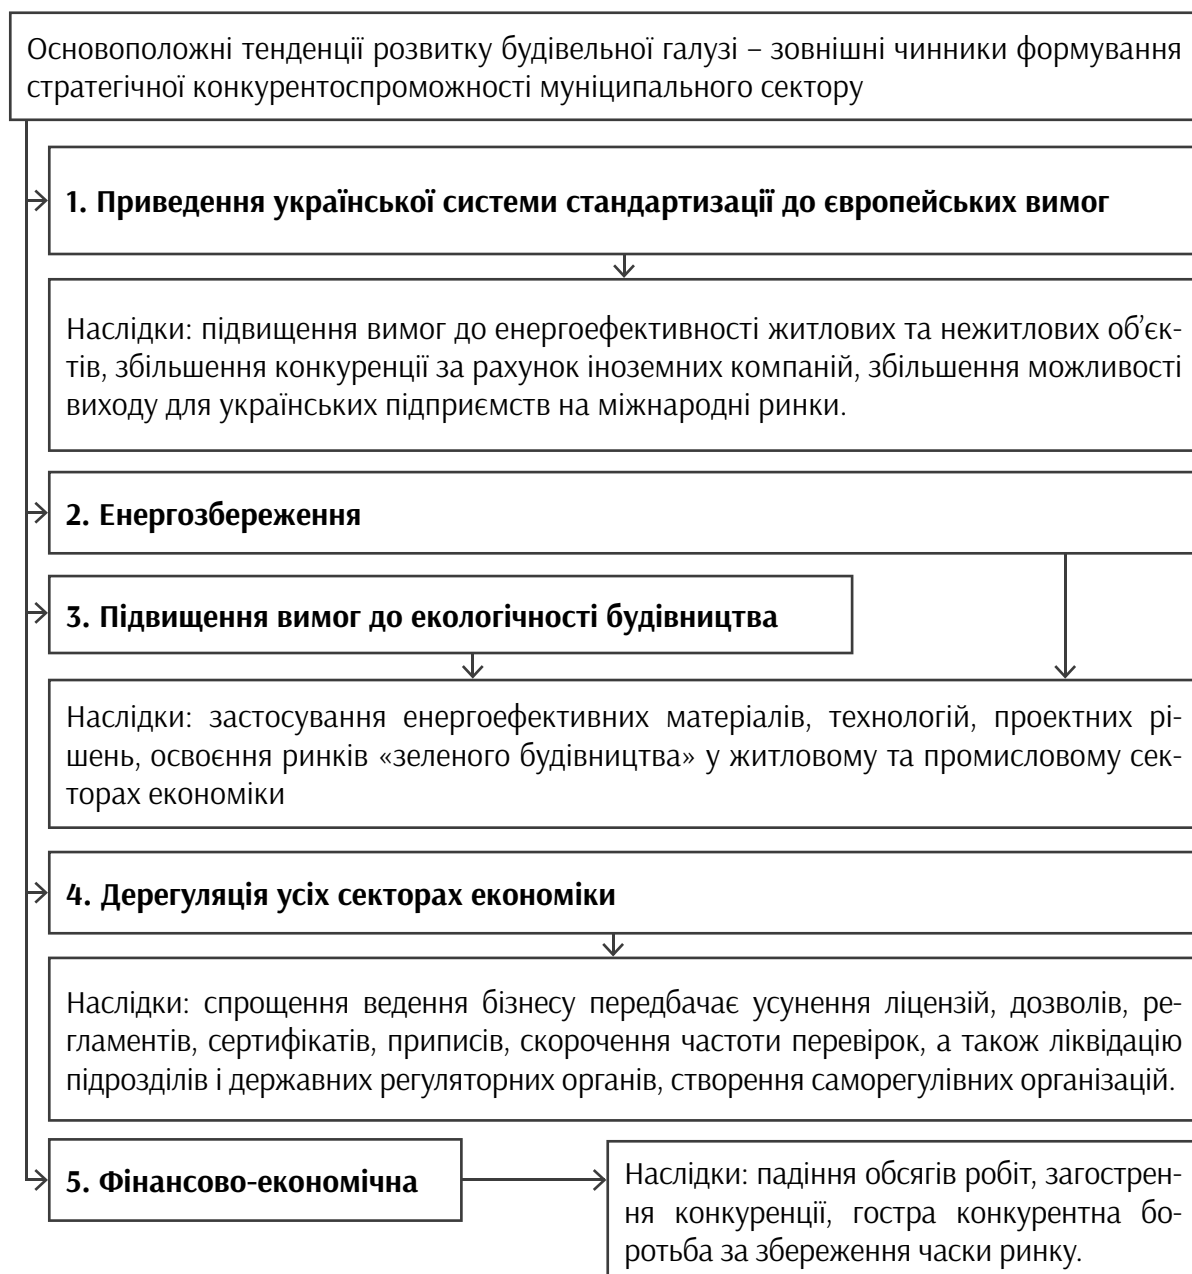 Основоположні тенденції розвитку будівельної галузі – зовнішні чинники формування
стратегічної конкурентоспроможності муніципального сектору
1. Приведення української системи стандартизації до європейських вимог
Наслідки: підвищення вимог до енергоефективності житлових та нежитлових об’єк-
тів, збільшення конкуренції за рахунок іноземних компаній, збільшення можливості
виходу для українських підприємств на міжнародні ринки.
2. Енергозбереження
3. Підвищення вимог до екологічності будівництва
Наслідки: застосування енергоефективних матеріалів, технологій, проектних рі-
шень, освоєння ринків «зеленого будівництва» у житловому та промисловому сек-
торах економіки
4. Дерегуляція усіх секторах економіки
Наслідки: спрощення ведення бізнесу передбачає усунення ліцензій, дозволів, ре-
гламентів, сертифікатів, приписів, скорочення частоти перевірок, а також ліквідацію
підрозділів і державних регуляторних органів, створення саморегулівних організацій.
5. Фінансово-економічна
Наслідки: падіння обсягів робіт, загострен-
ня конкуренції, гостра конкурентна бо-
ротьба за збереження часки ринку.